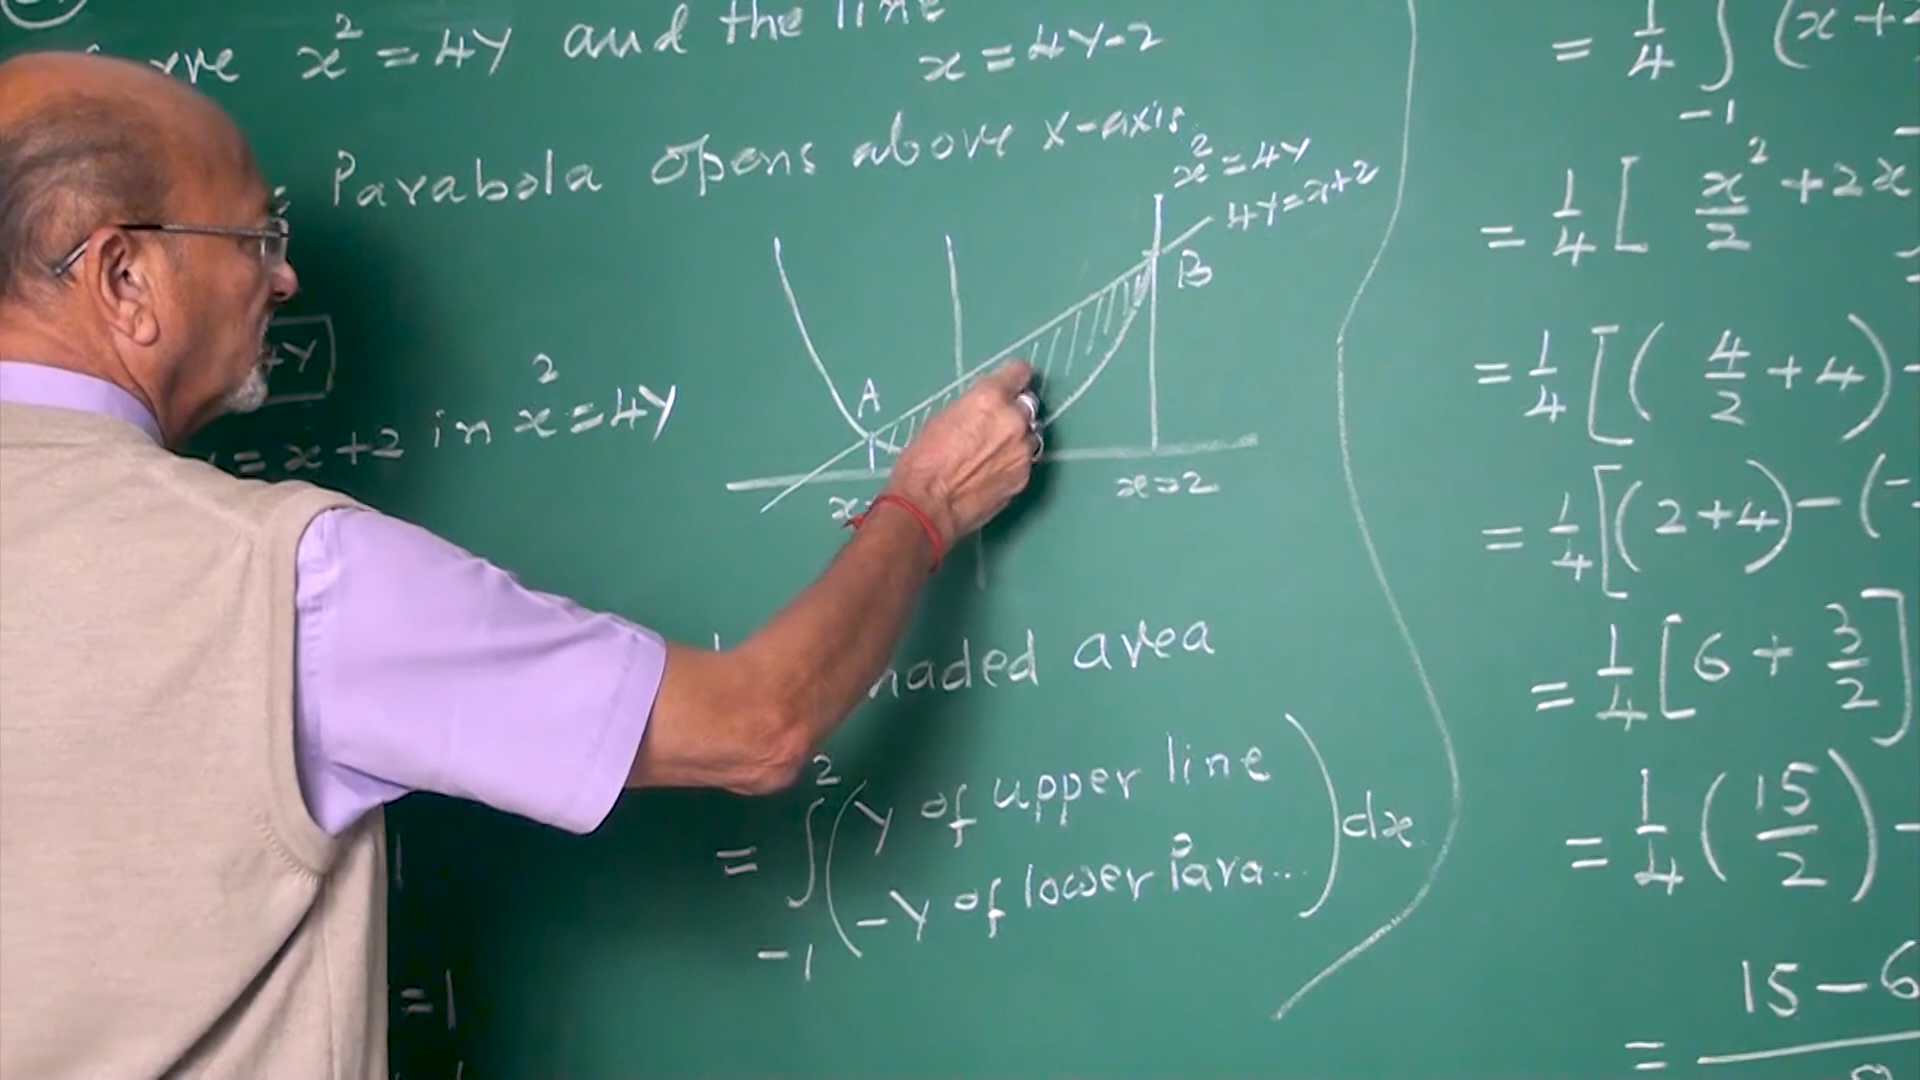 x² = 4Y and the line
x = 4Y-2
Parabola opens above x-axis
x² = 4Y
4Y = x+2
B
A
= x+2 in x² = 4Y
x=2
shaded area
= ∫₋₁² (Y of upper line
-Y of lower Para...) dx
=1
= 1/4 ∫₋₁ (x+
= 1/4 [ x²/2 +2x
= 1/4 [( 4/2 +4) -
= 1/4 [(2+4) - (-
= 1/4 [6 + 3/2]
= 1/4 (15/2) -
= 15-6